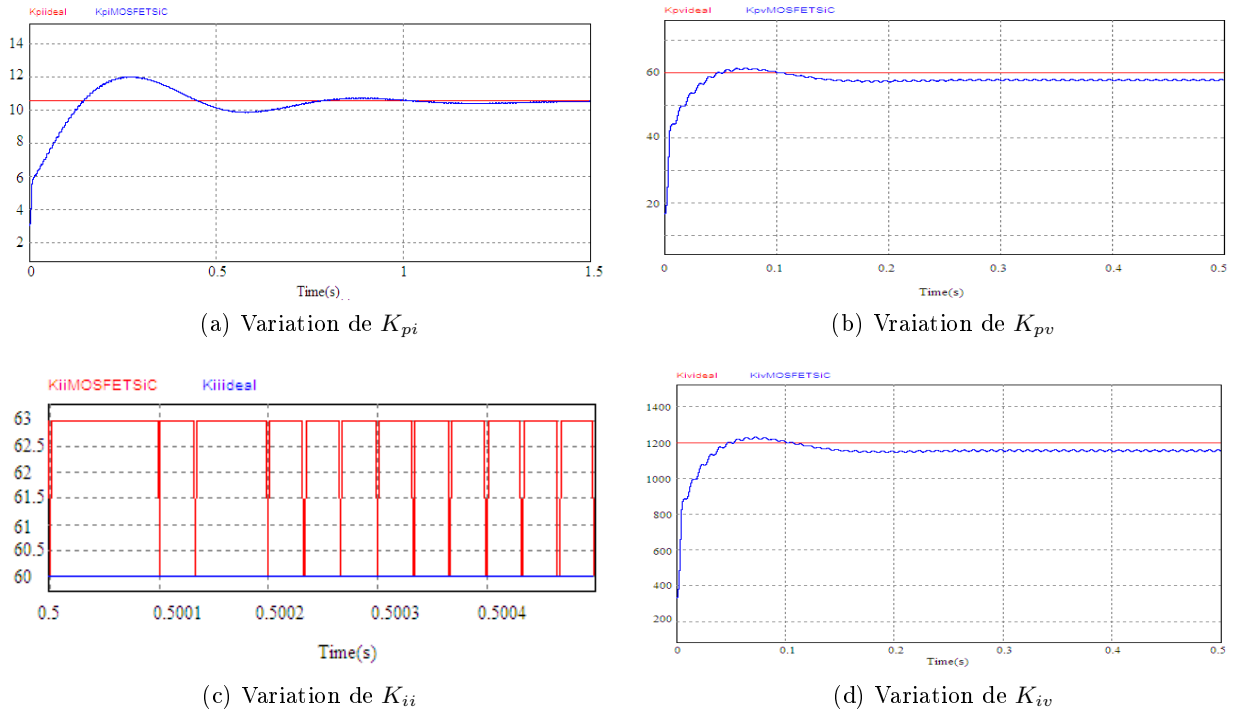 Kpiideal KpiMOSFETSiC
14
12
10
8
6
4
2
0 0.5 1 1.5
Time(s)
(a) Variation de Kpi
Kpvideal KpvMOSFETSiC
60
40
20
0 0.1 0.2 0.3 0.4 0.5
Time(s)
(b) Vraiation de Kpv
KiiMOSFETSiC Kiiideal
63
62.5
62
61.5
61
60.5
60
0.5 0.5001 0.5002 0.5003 0.5004
Time(s)
(c) Variation de Kii
Kivideal KivMOSFETSiC
1400
1200
1000
800
600
400
200
0 0.1 0.2 0.3 0.4 0.5
Time(s)
(d) Variation de Kiv